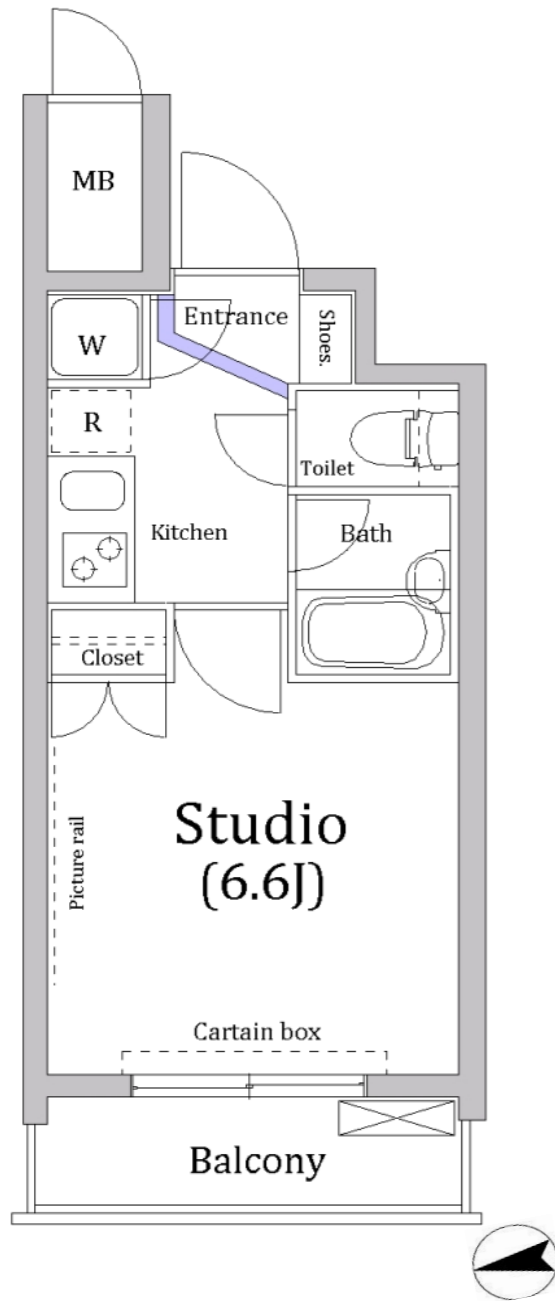 MB
Entrance
Shoes.
W
R
Toilet
Kitchen
Bath
Closet
Studio
(6.6J)
Picture rail
Cartain box
Balcony